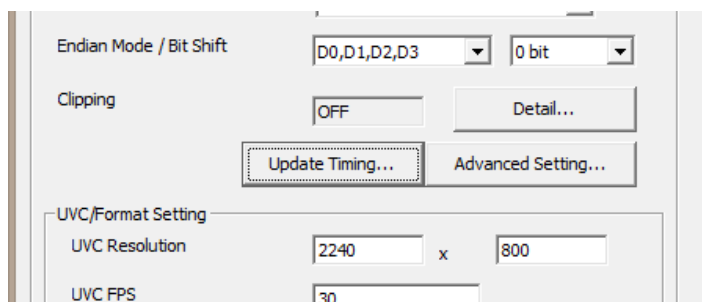 Endian Mode / Bit Shift D0,D1,D2,D3 0 bit
Clipping OFF Detail...
Update Timing... Advanced Setting...
UVC/Format Setting
UVC Resolution 2240 x 800
UVC FPS 30